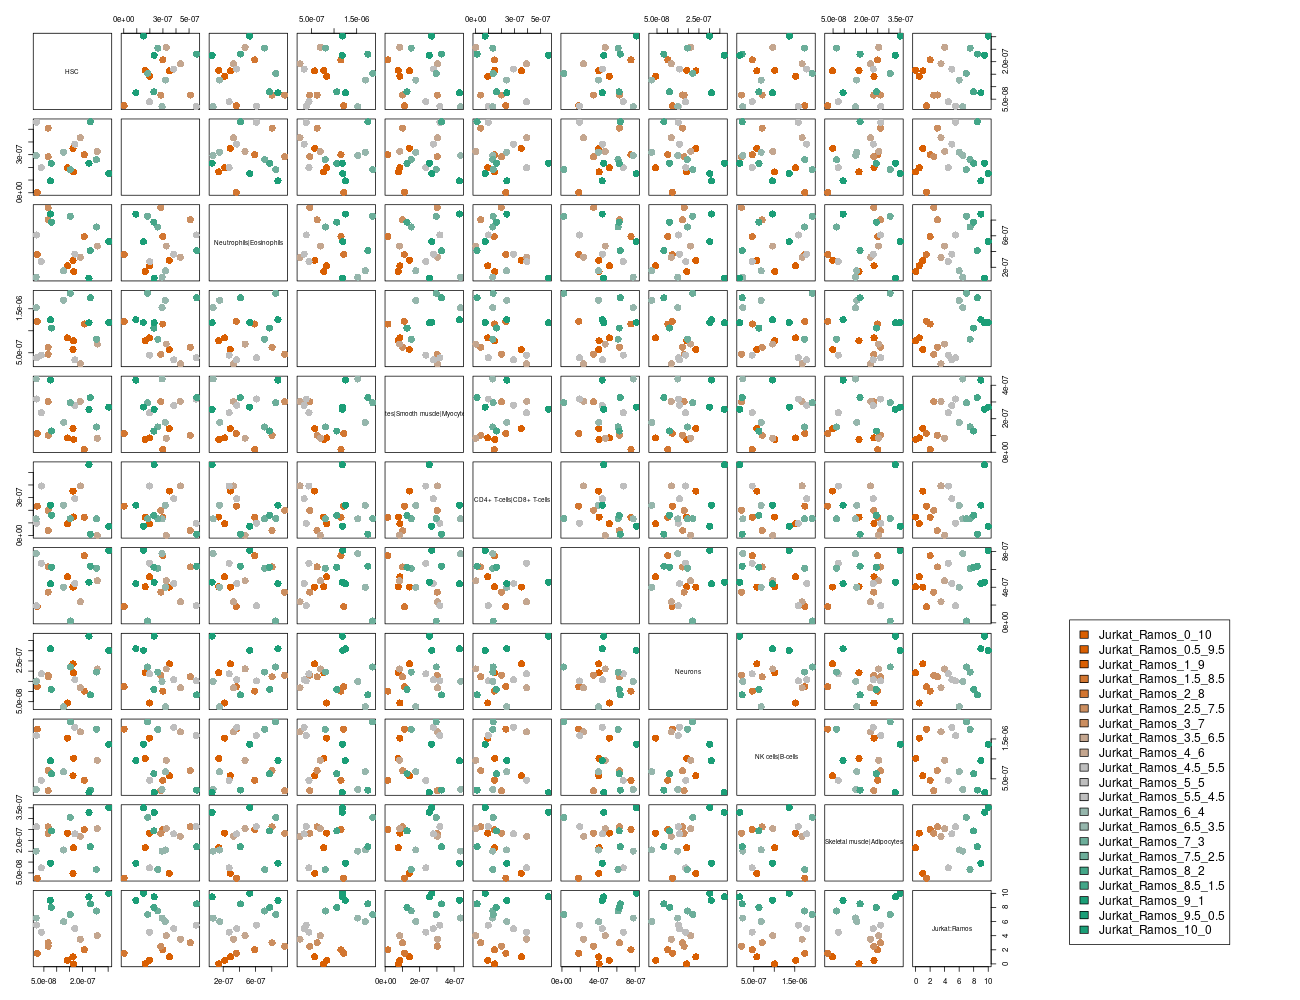 0e+00 3e-07 5e-07 5.0e-07 1.5e-06 0e+00 3e-07 5e-07 5.0e-08 2.5e-07 5.0e-08 2.0e-07 3.5e-07
HSC
5.0e-08 2.0e-07
0e+00 3e-07
Neutrophils|Eosinophils
2e-07 6e-07
5.0e-07 1.5e-06
tes|Smooth muscle|Myocyt
0e+00 2e-07 4e-07
CD4+ T-cells|CD8+ T-cells
0e+00 3e-07
0e+00 4e-07 8e-07
Neurons
5.0e-08 2.5e-07
NK cells|B-cells
5.0e-07 1.5e-06
Skeletal muscle|Adipocytes
5.0e-08 2.0e-07 3.5e-07
Jurkat:Ramos
0 2 4 6 8 10
5.0e-08 2.0e-07 2e-07 6e-07 0e+00 2e-07 4e-07 0e+00 4e-07 8e-07 5.0e-07 1.5e-06 0 2 4 6 8 10
Jurkat_Ramos_0_10
Jurkat_Ramos_0.5_9.5
Jurkat_Ramos_1_9
Jurkat_Ramos_1.5_8.5
Jurkat_Ramos_2_8
Jurkat_Ramos_2.5_7.5
Jurkat_Ramos_3_7
Jurkat_Ramos_3.5_6.5
Jurkat_Ramos_4_6
Jurkat_Ramos_4.5_5.5
Jurkat_Ramos_5_5
Jurkat_Ramos_5.5_4.5
Jurkat_Ramos_6_4
Jurkat_Ramos_6.5_3.5
Jurkat_Ramos_7_3
Jurkat_Ramos_7.5_2.5
Jurkat_Ramos_8_2
Jurkat_Ramos_8.5_1.5
Jurkat_Ramos_9_1
Jurkat_Ramos_9.5_0.5
Jurkat_Ramos_10_0